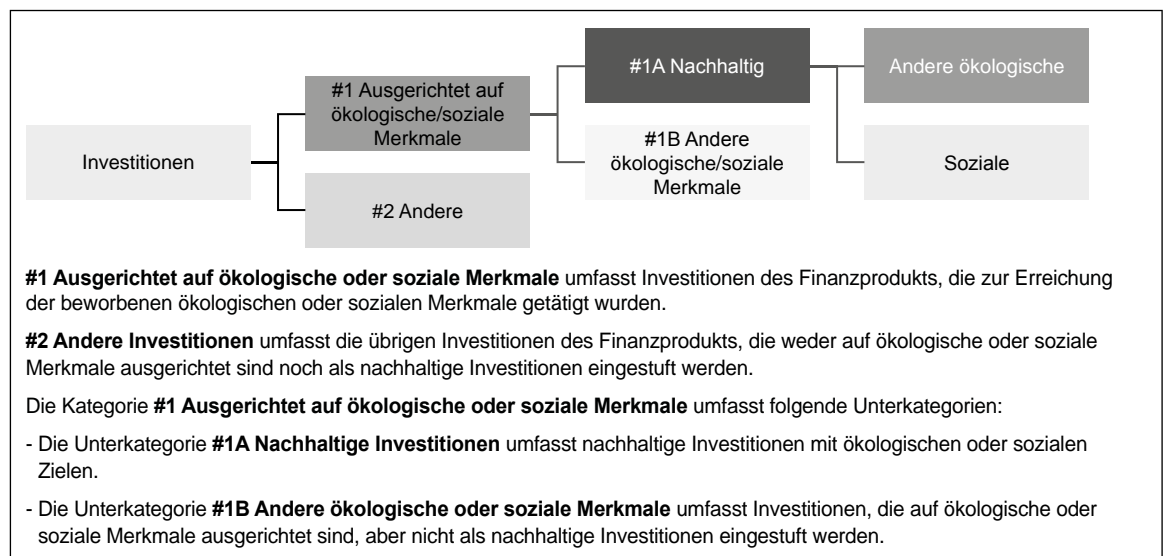 Investitionen
#1 Ausgerichtet auf
ökologische/soziale
Merkmale
#2 Andere
#1A Nachhaltig
#1B Andere
ökologische/soziale
Merkmale
Andere ökologische
Soziale
#1 Ausgerichtet auf ökologische oder soziale Merkmale umfasst Investitionen des Finanzprodukts, die zur Erreichung
der beworbenen ökologischen oder sozialen Merkmale getätigt wurden.
#2 Andere Investitionen umfasst die übrigen Investitionen des Finanzprodukts, die weder auf ökologische oder soziale
Merkmale ausgerichtet sind noch als nachhaltige Investitionen eingestuft werden.
Die Kategorie #1 Ausgerichtet auf ökologische oder soziale Merkmale umfasst folgende Unterkategorien:
- Die Unterkategorie #1A Nachhaltige Investitionen umfasst nachhaltige Investitionen mit ökologischen oder sozialen
Zielen.
- Die Unterkategorie #1B Andere ökologische oder soziale Merkmale umfasst Investitionen, die auf ökologische oder
soziale Merkmale ausgerichtet sind, aber nicht als nachhaltige Investitionen eingestuft werden.